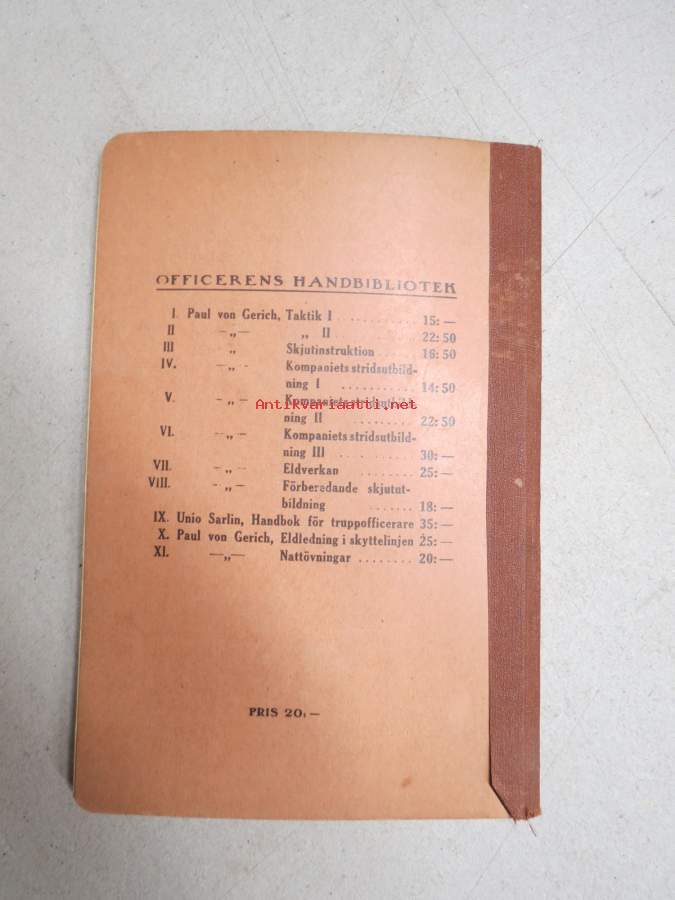 OFFICERENS HANDBIBLIOTEK
I. Paul von Gerich, Taktik I . . . . . . . . . . . 15: —
II —„— „ II . . . . . . . . . . 22: 50
III „ Skjutinstruktion . . . . . 16: 50
IV. —„ - Kompaniets stridsutbild-
ning I . . . . . . . . . . 14: 50
V. - „ — Kompaniets stridsutbild-
Antikvariaatti.net
ning II . . . . . . . . . 22: 50
VI. —„— Kompaniets stridsutbild-
ning III . . . . . . . . . 30: —
VII. - „ — Eldverkan . . . . . . . . 25: —
VIII. - „ — Förberedande skjutut-
bildning . . . . . . . 18: —
IX. Unio Sarlin, Handbok för truppofficerare 35: —
X. Paul von Gerich, Eldledning i skyttelinjen 25: —
XI. —„— Nattövningar . . . . . . . . 20: —
PRIS 20: —